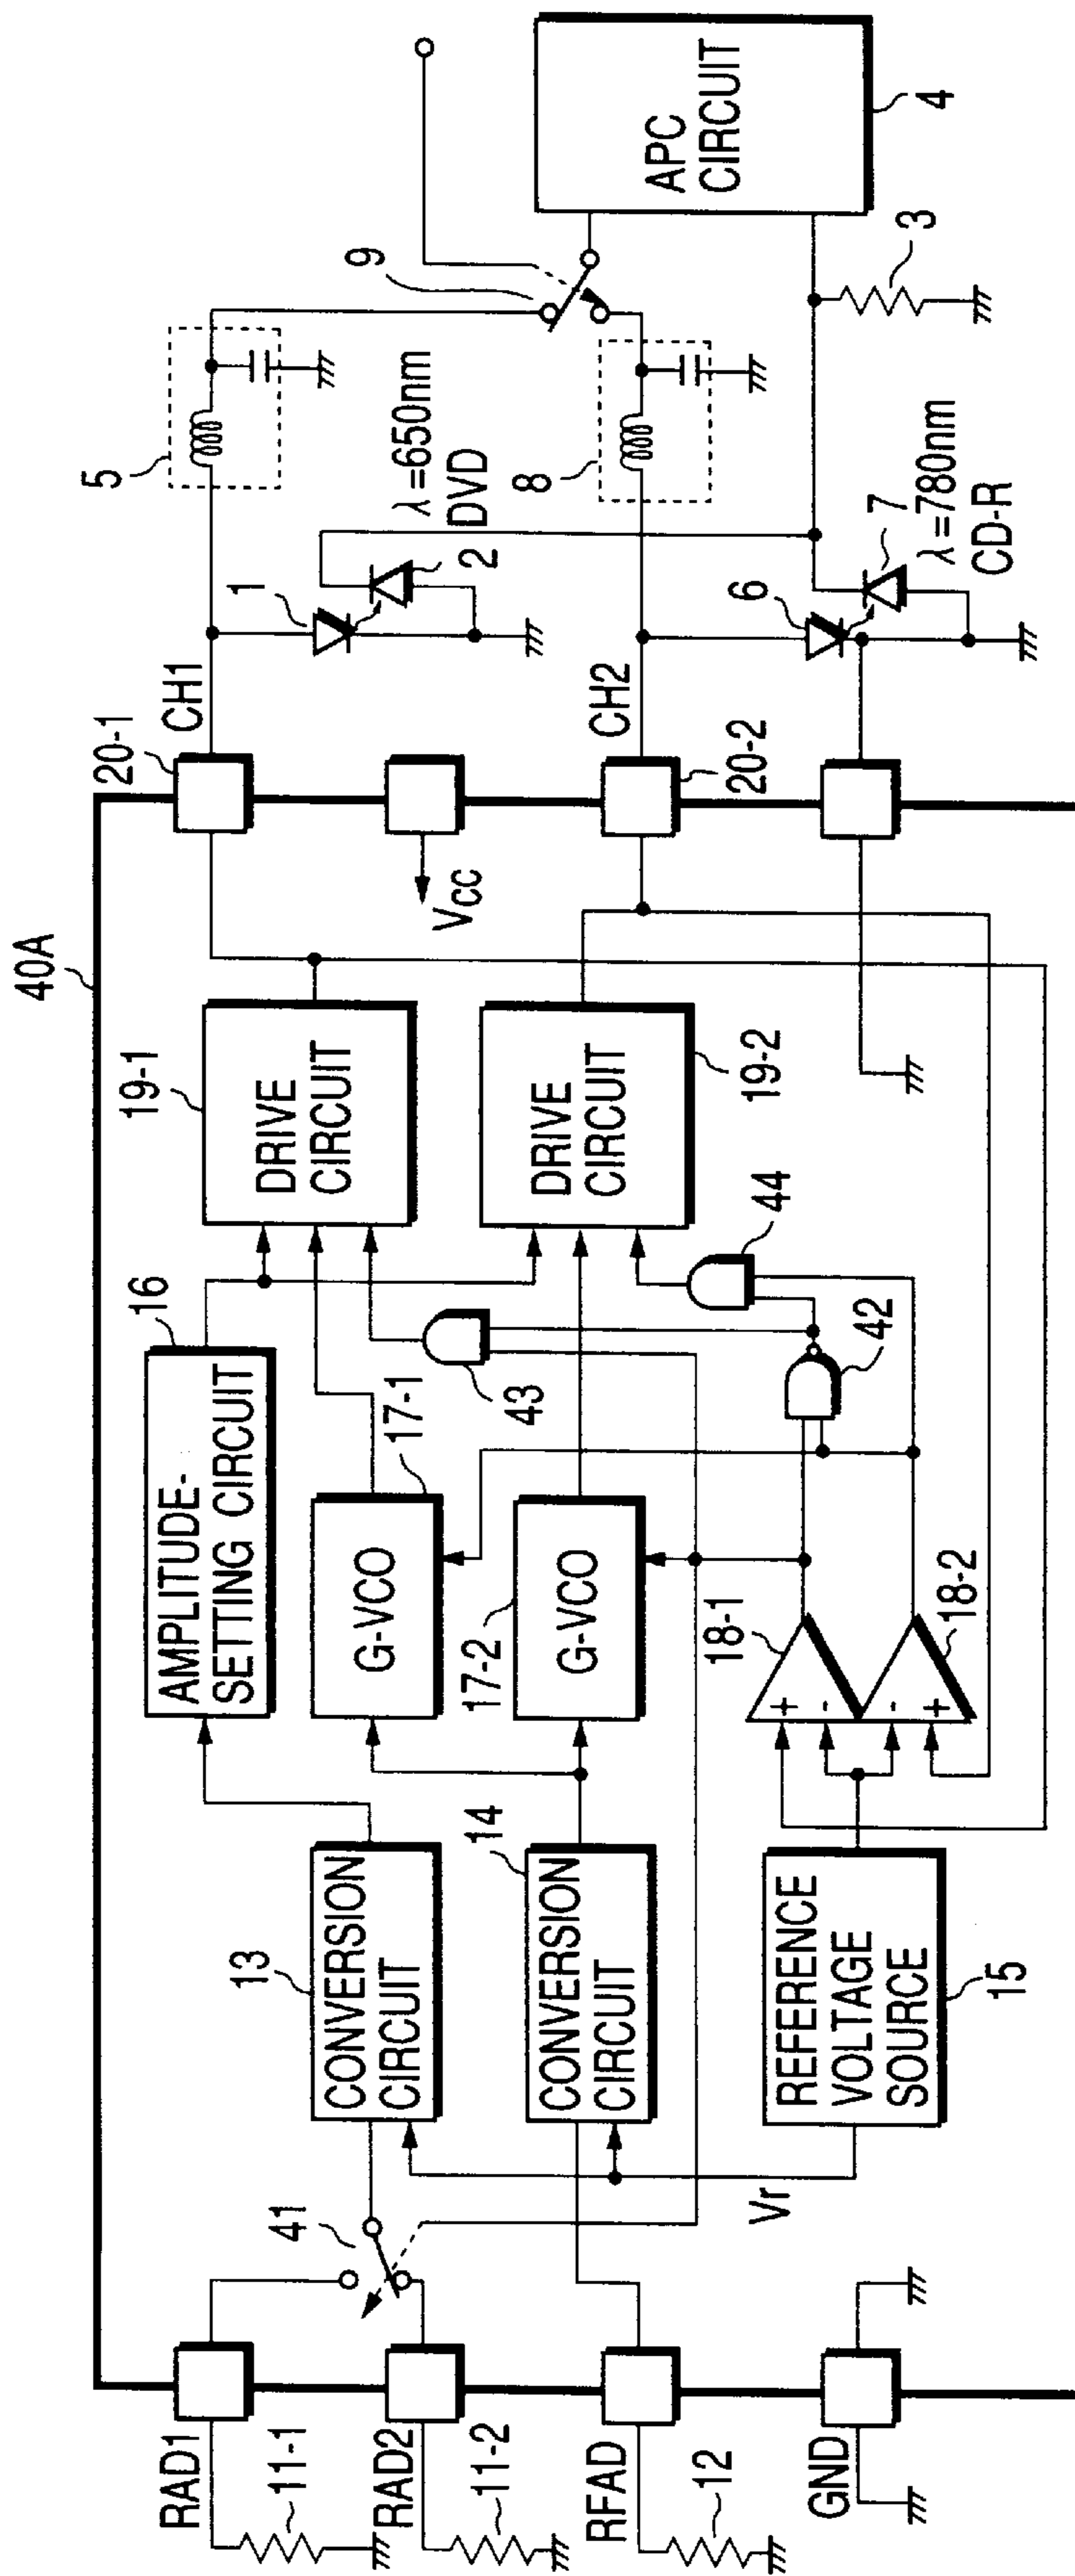 40A
RAD1
11-1
RAD2
11-2
RFAD
12
GND
41
Vr
13
CONVERSION
CIRCUIT
14
CONVERSION
CIRCUIT
REFERENCE
VOLTAGE
SOURCE
15
16
AMPLITUDE-
SETTING CIRCUIT
G-VCO
17-1
17-2
G-VCO
18-1
+
-
-
+
18-2
42
43
44
19-1
DRIVE
CIRCUIT
DRIVE
CIRCUIT
19-2
20-1
CH1
Vcc
CH2
20-2
1
2
λ=650nm
DVD
5
6
7
λ=780nm
CD-R
8
9
3
APC
CIRCUIT
4